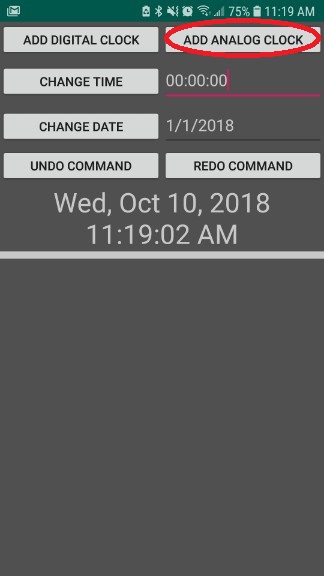 75% 11:19 AM
ADD DIGITAL CLOCK ADD ANALOG CLOCK
CHANGE TIME 00:00:00
CHANGE DATE 1/1/2018
UNDO COMMAND REDO COMMAND
Wed, Oct 10, 2018
11:19:02 AM